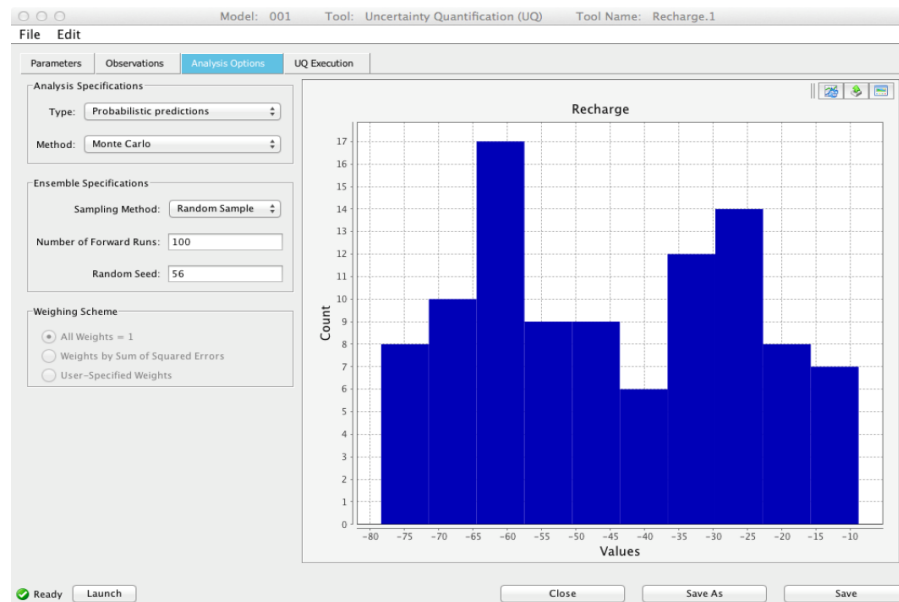 Model: 001 Tool: Uncertainty Quantification (UQ) Tool Name: Recharge.1
File Edit
Parameters Observations Analysis Options UQ Execution
Analysis Specifications
Type: Probabilistic predictions
Method: Monte Carlo
Ensemble Specifications
Sampling Method: Random Sample
Number of Forward Runs: 100
Random Seed: 56
Weighing Scheme
All Weights = 1
Weights by Sum of Squared Errors
User-Specified Weights
Recharge
17
16
15
14
13
12
11
10
9
8
7
6
5
4
3
2
1
0
Count
-80 -75 -70 -65 -60 -55 -50 -45 -40 -35 -30 -25 -20 -15 -10
Values
Ready Launch Close Save As Save